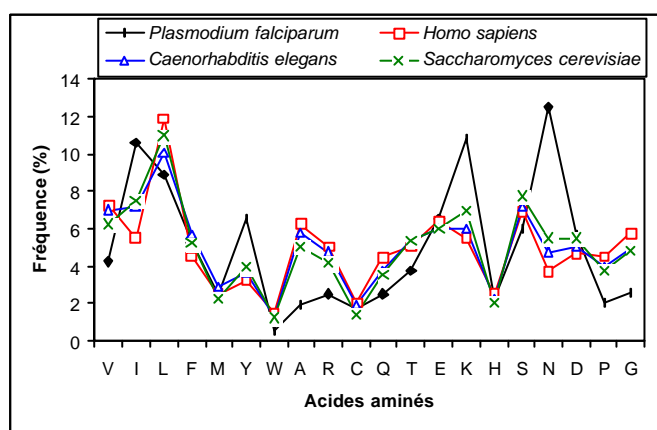 Plasmodium falciparum Homo sapiens
Caenorhabditis elegans Saccharomyces cerevisiae
14
12
10
8
6
4
2
0
Fréquence (%)
V I L F M Y W A R C Q T E K H S N D P G
Acides aminés